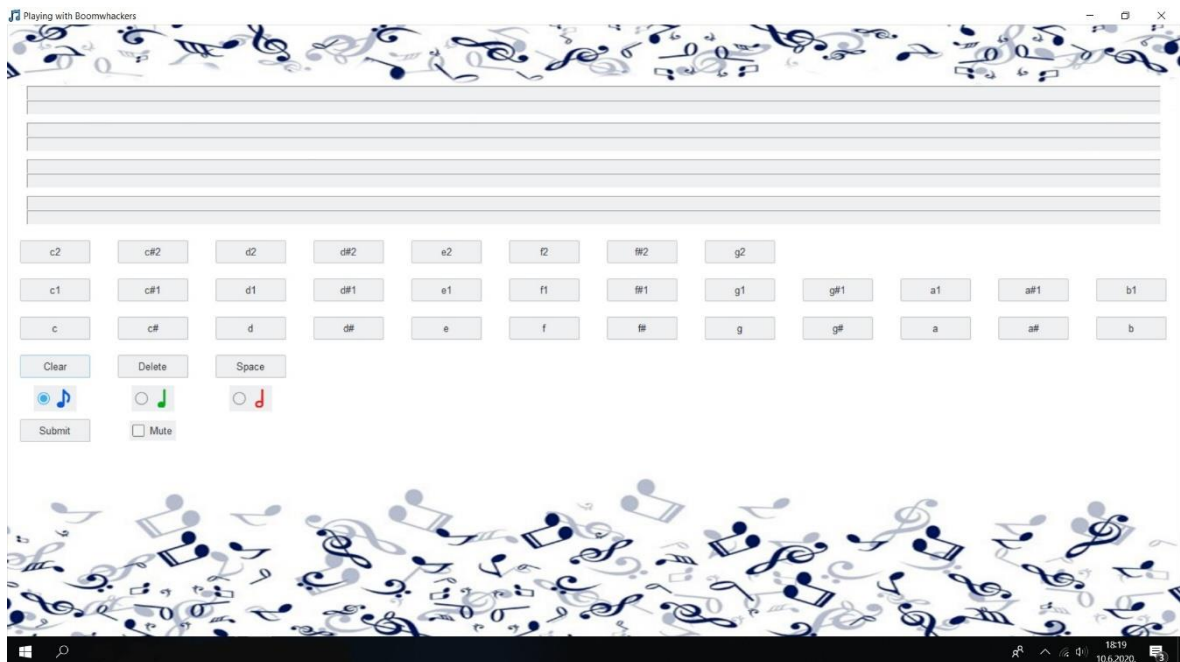 Playing with Boomwhackers
c2 c#2 d2 d#2 e2 f2 f#2 g2
c1 c#1 d1 d#1 e1 f1 f#1 g1 g#1 a1 a#1 b1
c c# d d# e f f# g g# a a# b
Clear Delete Space
Submit Mute
18:19
10.6.2020.
3